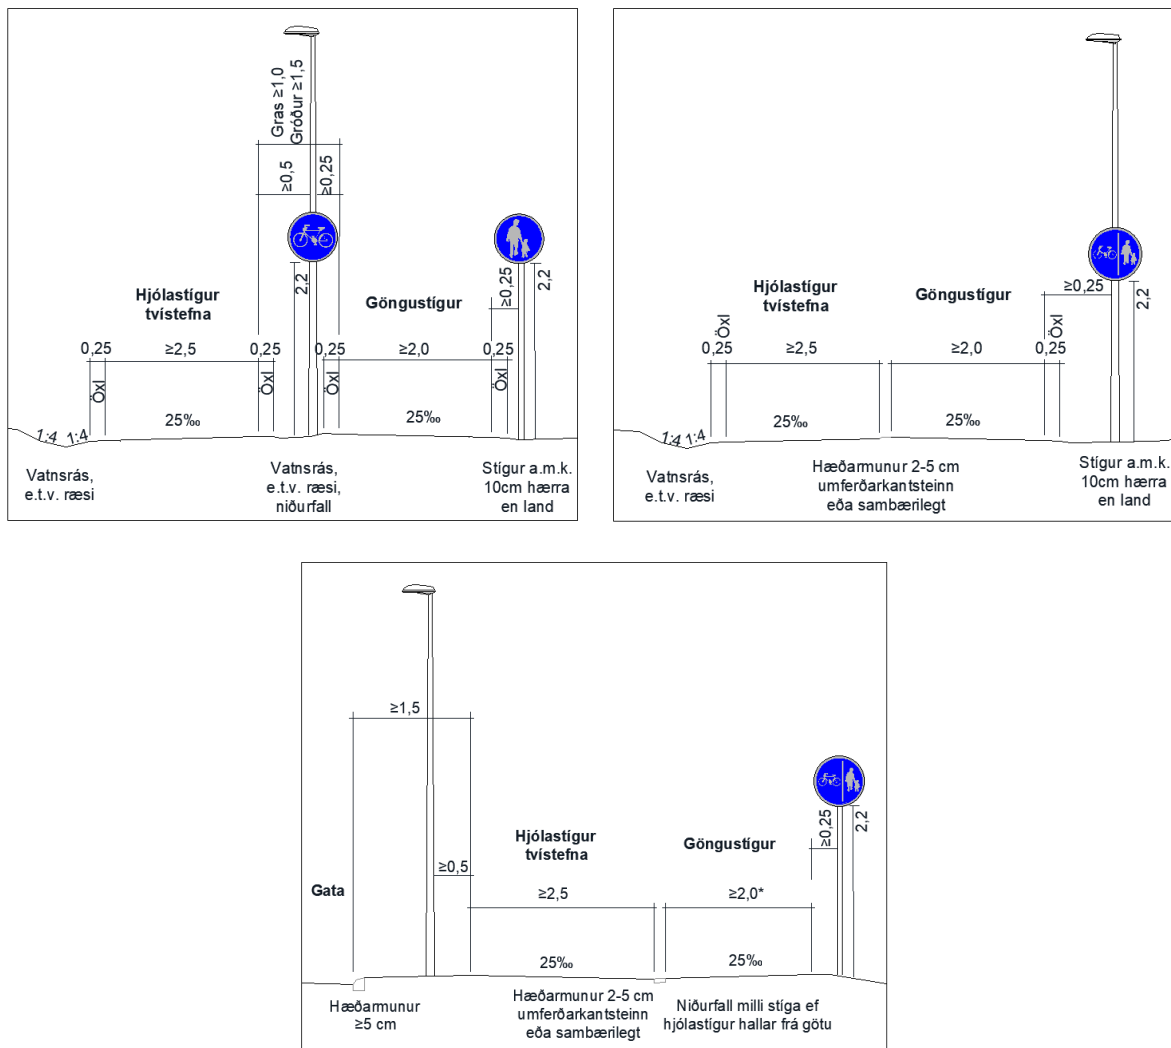 Gras ≥1,0
Gróður ≥1,5
≥0,5
≥0,25
2,2
≥0,25
2,2
Hjólastígur
tvístefna
Göngustígur
0,25
≥2,5
0,25
0,25
≥2,0
0,25
Öxl
Öxl
Öxl
Öxl
25‰
25‰
1:4 1:4
Vatnsrás,
e.t.v. ræsi
Vatnsrás,
e.t.v. ræsi,
niðurfall
Stígur a.m.k.
10cm hærra
en land
≥0,25
2,2
Hjólastígur
tvístefna
Göngustígur
Öxl
Öxl
0,25
≥2,5
≥2,0
0,25
25‰
25‰
1:4 1:4
Vatnsrás,
e.t.v. ræsi
Hæðarmunur 2-5 cm
umferðarkantsteinn
eða sambærilegt
Stígur a.m.k.
10cm hærra
en land
≥1,5
≥0,5
≥0,25
2,2
Hjólastígur
tvístefna
Göngustígur
Gata
≥2,5
≥2,0*
25‰
25‰
Hæðarmunur
≥5 cm
Hæðarmunur 2-5 cm
umferðarkantsteinn
eða sambærilegt
Niðurfall milli stíga ef
hjólastígur hallar frá götu